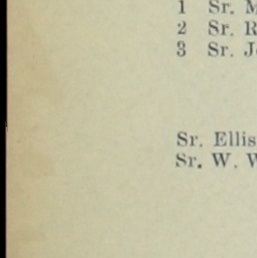 1 Sr. M
2 Sr. R
3 Sr. J
Sr. Ellis
Sr. W. W